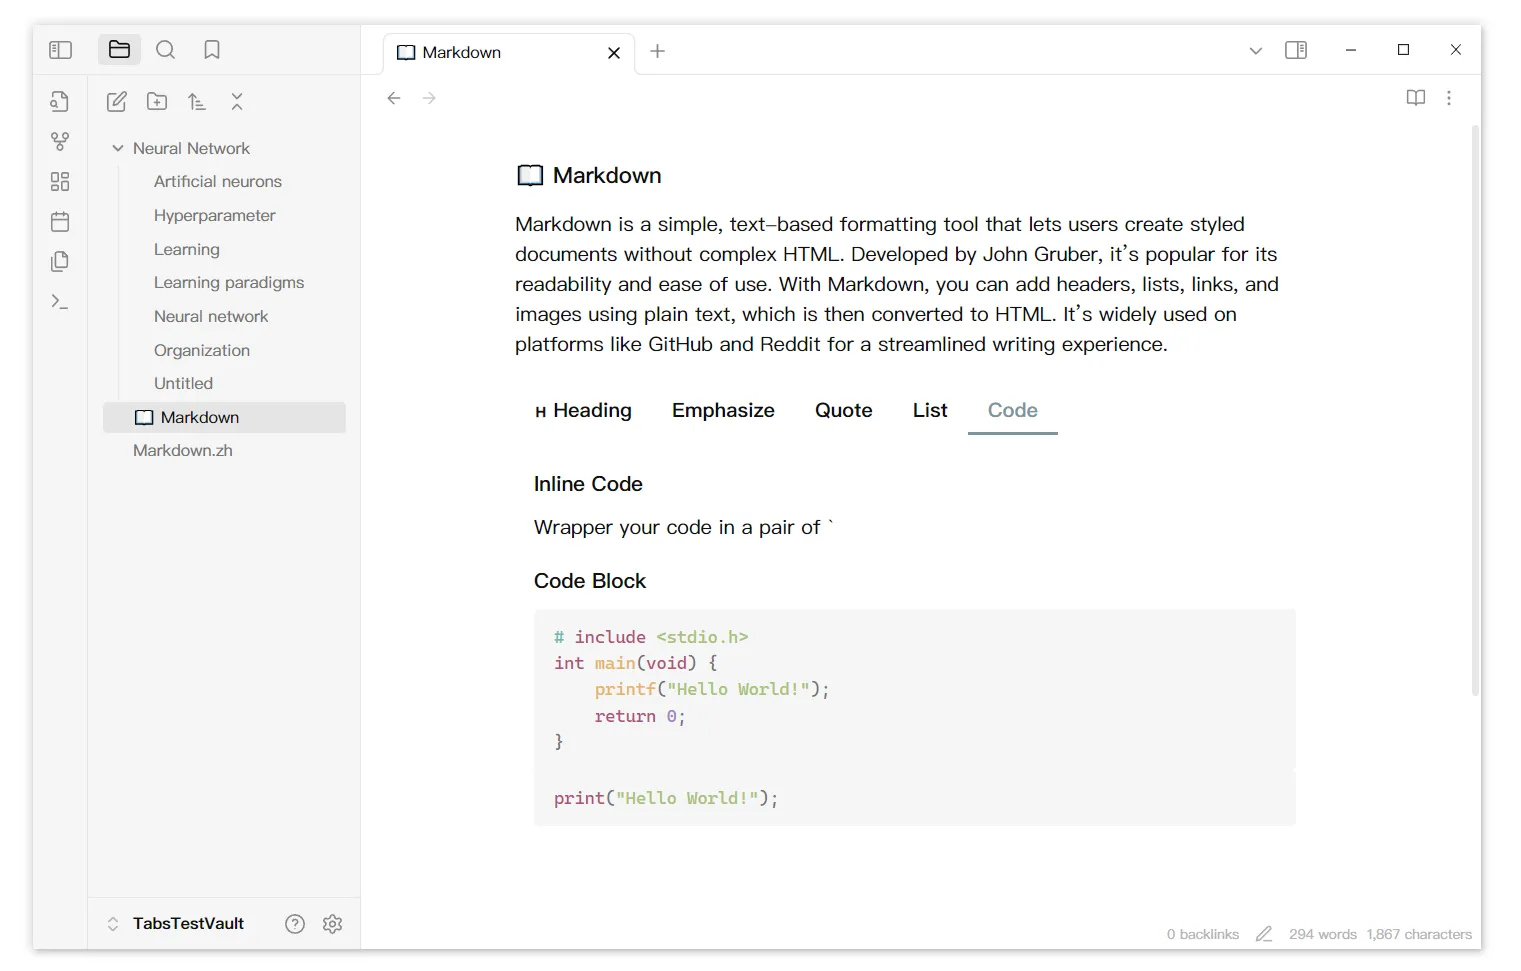 Markdown
Neural Network
Artificial neurons
Hyperparameter
Learning
Learning paradigms
Neural network
Organization
Untitled
Markdown
Markdown.zh
TabsTestVault
Markdown
Markdown is a simple, text-based formatting tool that lets users create styled
documents without complex HTML. Developed by John Gruber, it's popular for its
readability and ease of use. With Markdown, you can add headers, lists, links, and
images using plain text, which is then converted to HTML. It's widely used on
platforms like GitHub and Reddit for a streamlined writing experience.
H Heading Emphasize Quote List Code
Inline Code
Wrapper your code in a pair of `
Code Block
# include <stdio.h>
int main(void) {
    printf("Hello World!");
    return 0;
}
print("Hello World!");
0 backlinks 294 words 1,867 characters